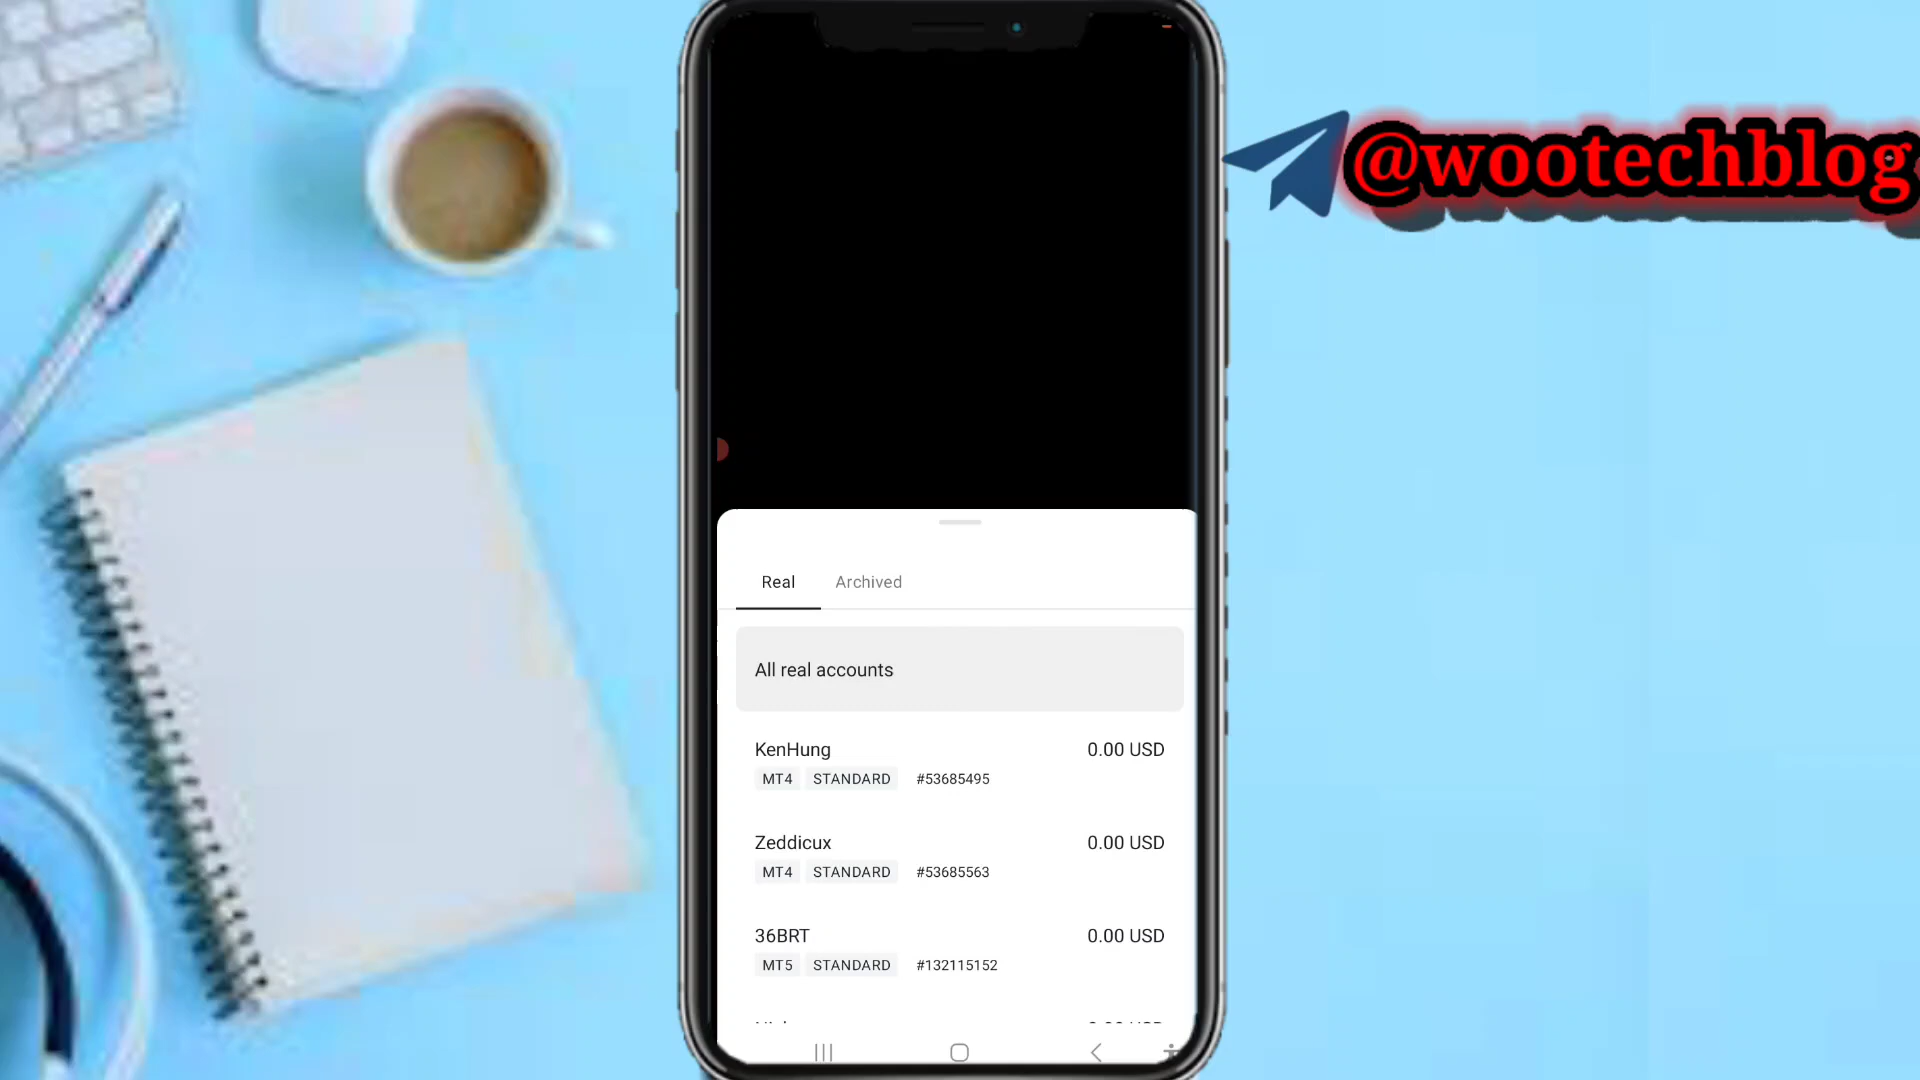 @wootechblog
Real Archived
All real accounts
KenHung 0.00 USD
MT4 STANDARD #53685495
Zeddicux 0.00 USD
MT4 STANDARD #53685563
36BRT 0.00 USD
MT5 STANDARD #132115152